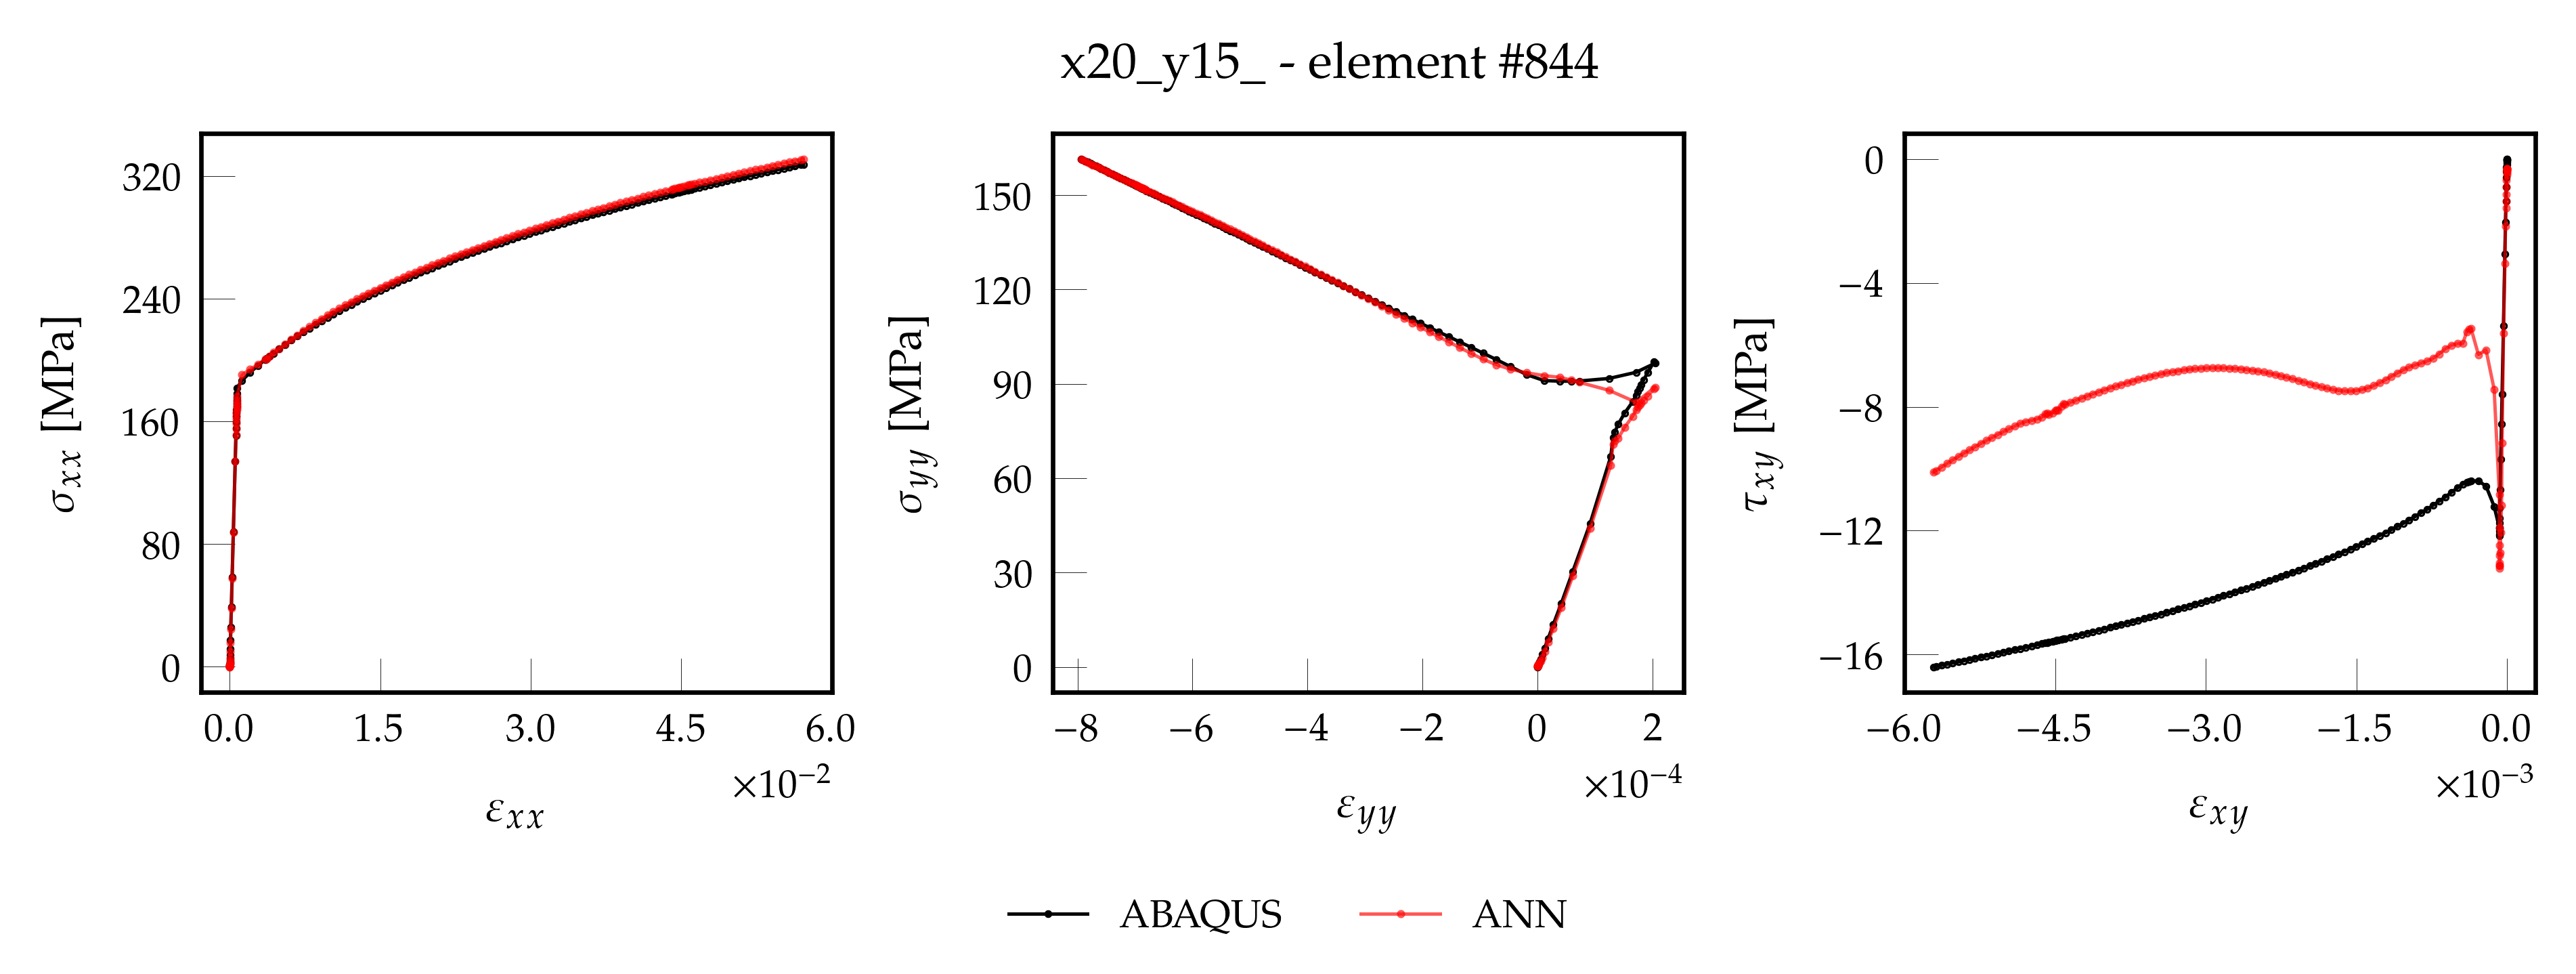 x20_y15_ - element #844
σxx [MPa]
320
240
160
80
0
0.0 1.5 3.0 4.5 6.0
×10−2
εxx
σyy [MPa]
150
120
90
60
30
0
−8 −6 −4 −2 0 2
×10−4
εyy
τxy [MPa]
0
−4
−8
−12
−16
−6.0 −4.5 −3.0 −1.5 0.0
×10−3
εxy
ABAQUS ANN